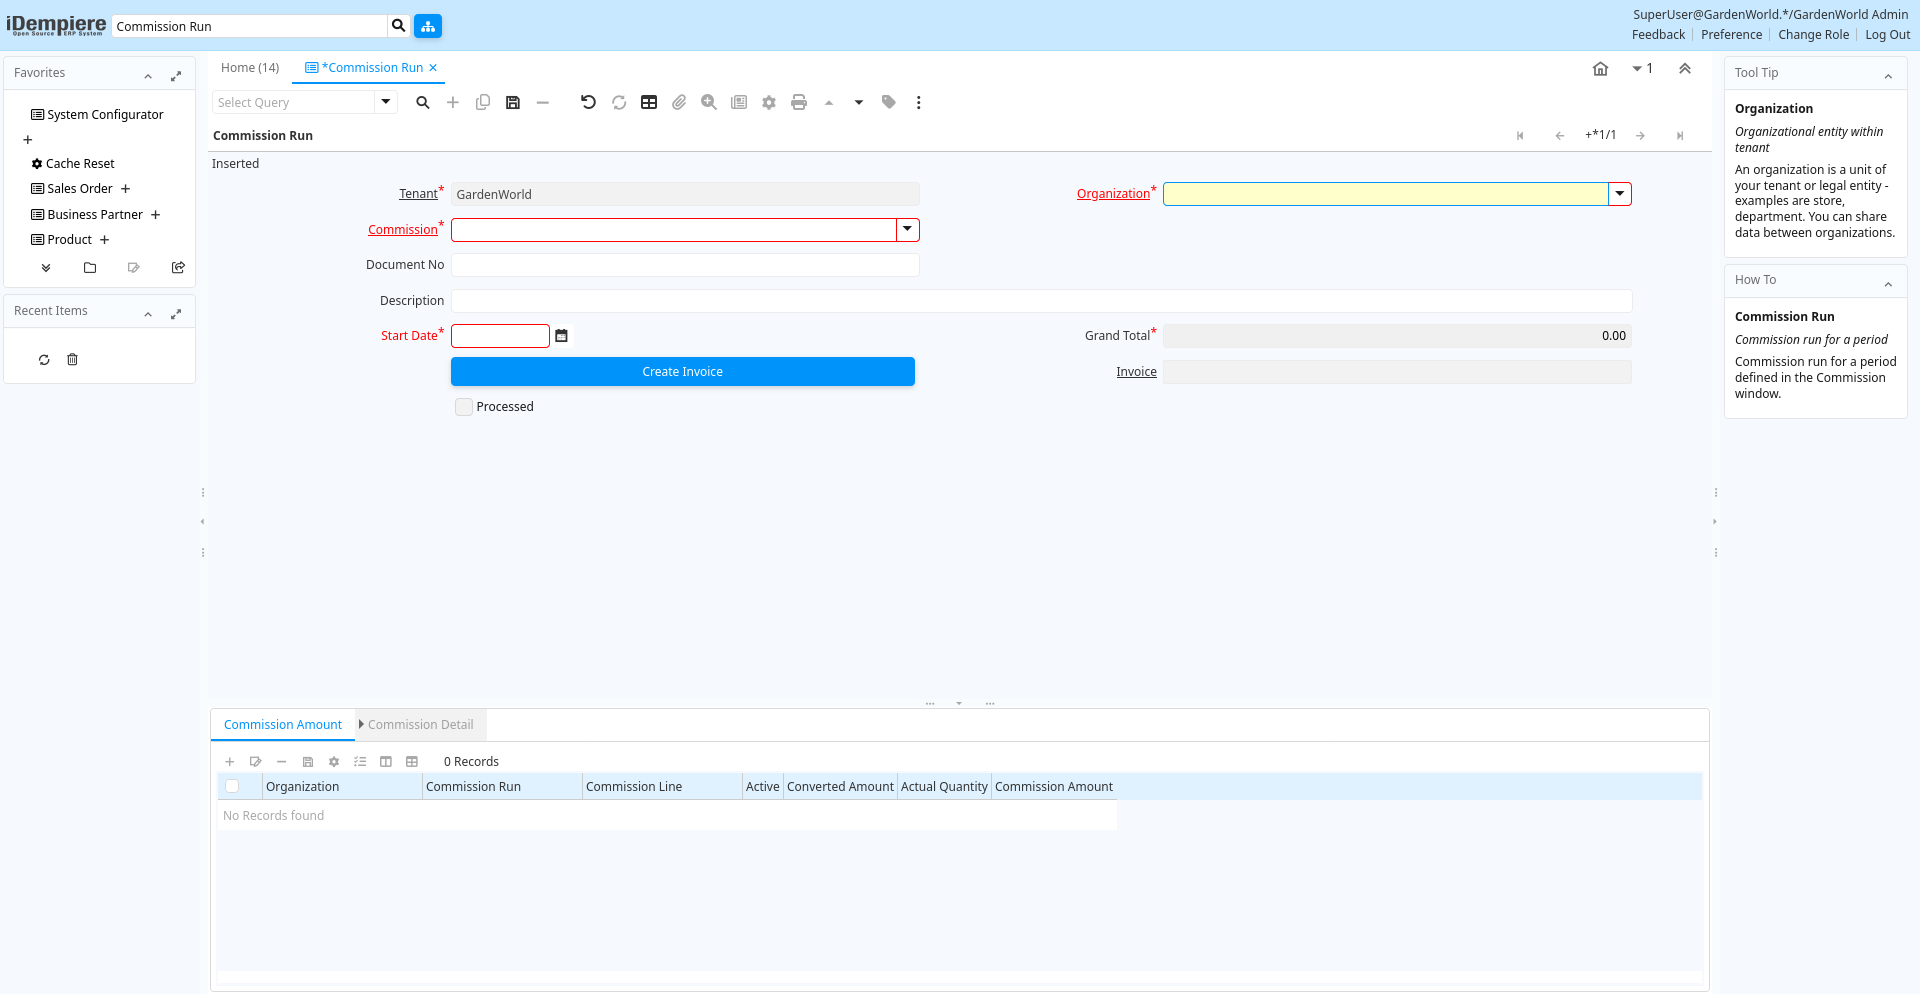 iDempiere
Open Source ERP System
Commission Run
SuperUser@GardenWorld.*/GardenWorld Admin
Feedback
Preference
Change Role
Log Out
Favorites
System Configurator
Cache Reset
Sales Order
Business Partner
Product
Recent Items
Home (14)
*Commission Run
1
Select Query
Commission Run
+*1/1
Inserted
Tenant*
GardenWorld
Organization*
Commission*
Document No
Description
Start Date*
Grand Total*
0.00
Create Invoice
Invoice
Processed
Commission Amount
Commission Detail
0 Records
Organization
Commission Run
Commission Line
Active
Converted Amount
Actual Quantity
Commission Amount
No Records found
Tool Tip
Organization
Organizational entity within
tenant
An organization is a unit of
your tenant or legal entity -
examples are store,
department. You can share
data between organizations.
How To
Commission Run
Commission run for a period
Commission run for a period
defined in the Commission
window.